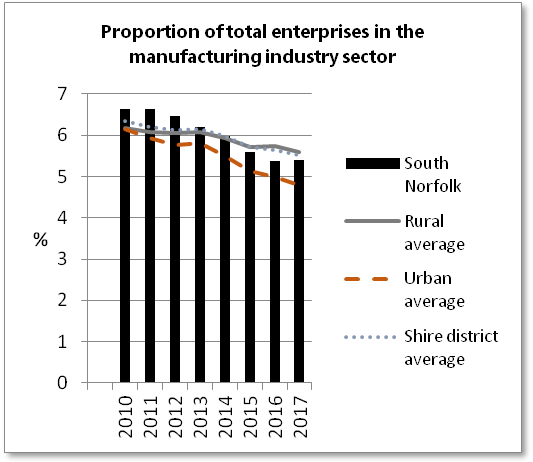 Proportion of total enterprises in the
manufacturing industry sector
7
6
5
4
3
2
1
0
%
2010
2011
2012
2013
2014
2015
2016
2017
South
Norfolk
Rural
average
Urban
average
Shire district
average